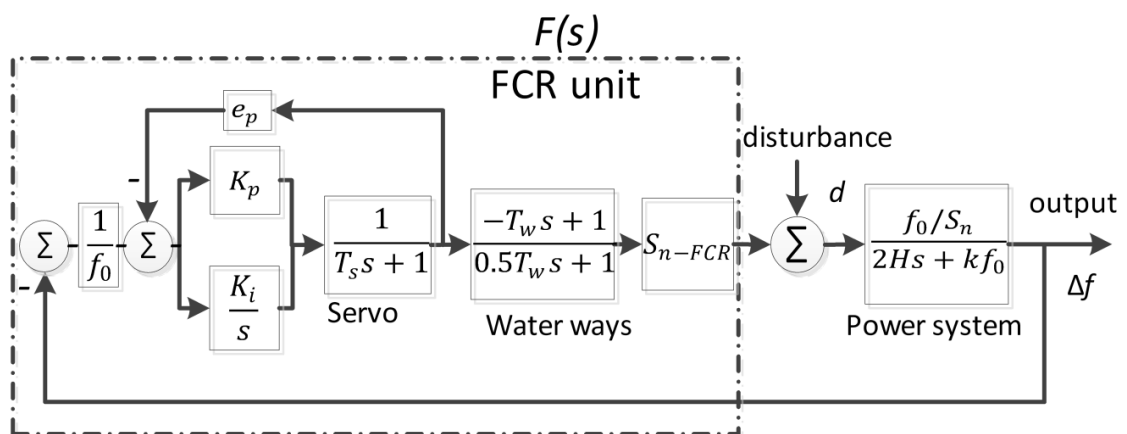 F(s)
FCR unit
e_p
disturbance
-
K_p
d
output
Σ
1/f_0
Σ
1/(T_s s + 1)
(-T_w s + 1)/(0.5T_w s + 1)
S_{n-FCR}
Σ
(f_0/S_n)/(2Hs + kf_0)
-
K_i/s
Servo
Water ways
Power system
Δf